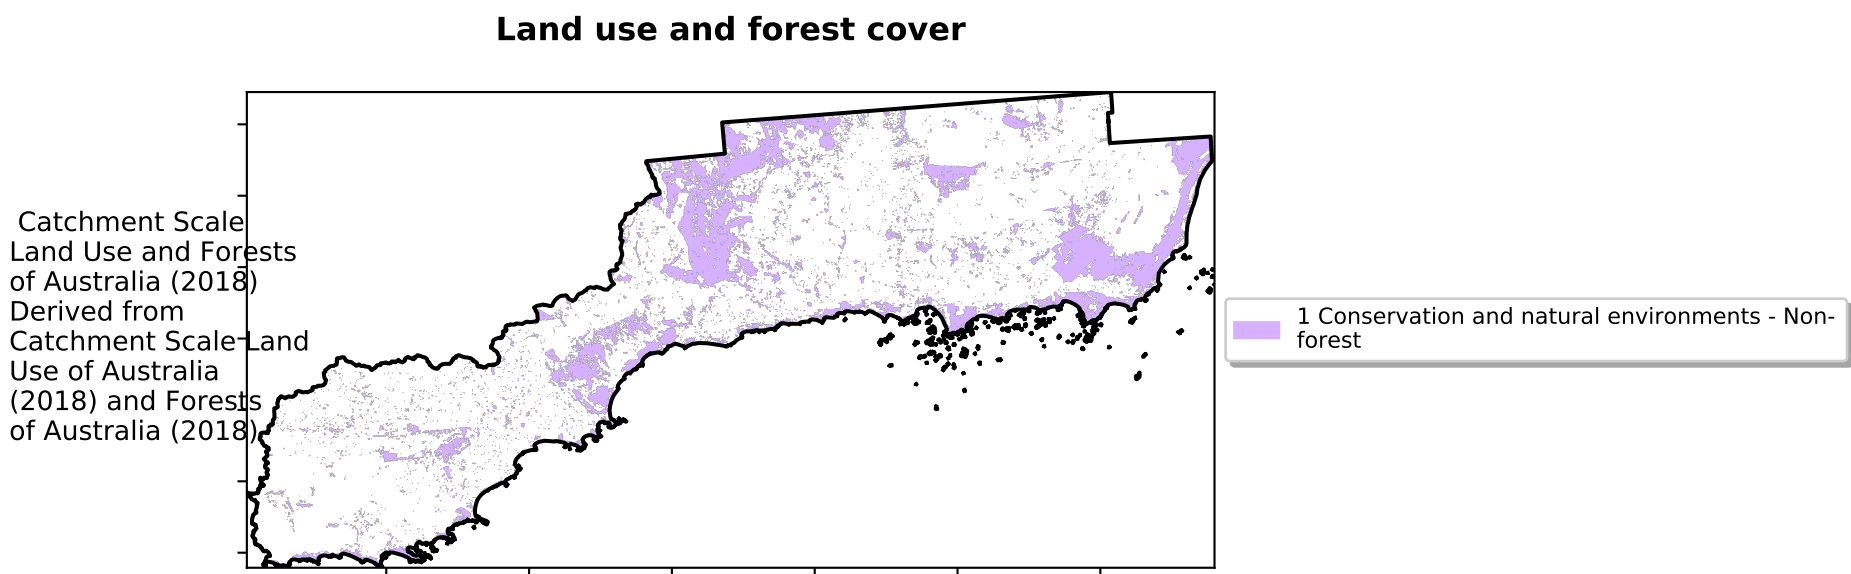 Land use and forest cover
Catchment Scale
Land Use and Forests
of Australia (2018)
Derived from
Catchment Scale Land
Use of Australia
(2018) and Forests
of Australia (2018)
1 Conservation and natural environments - Non-
forest